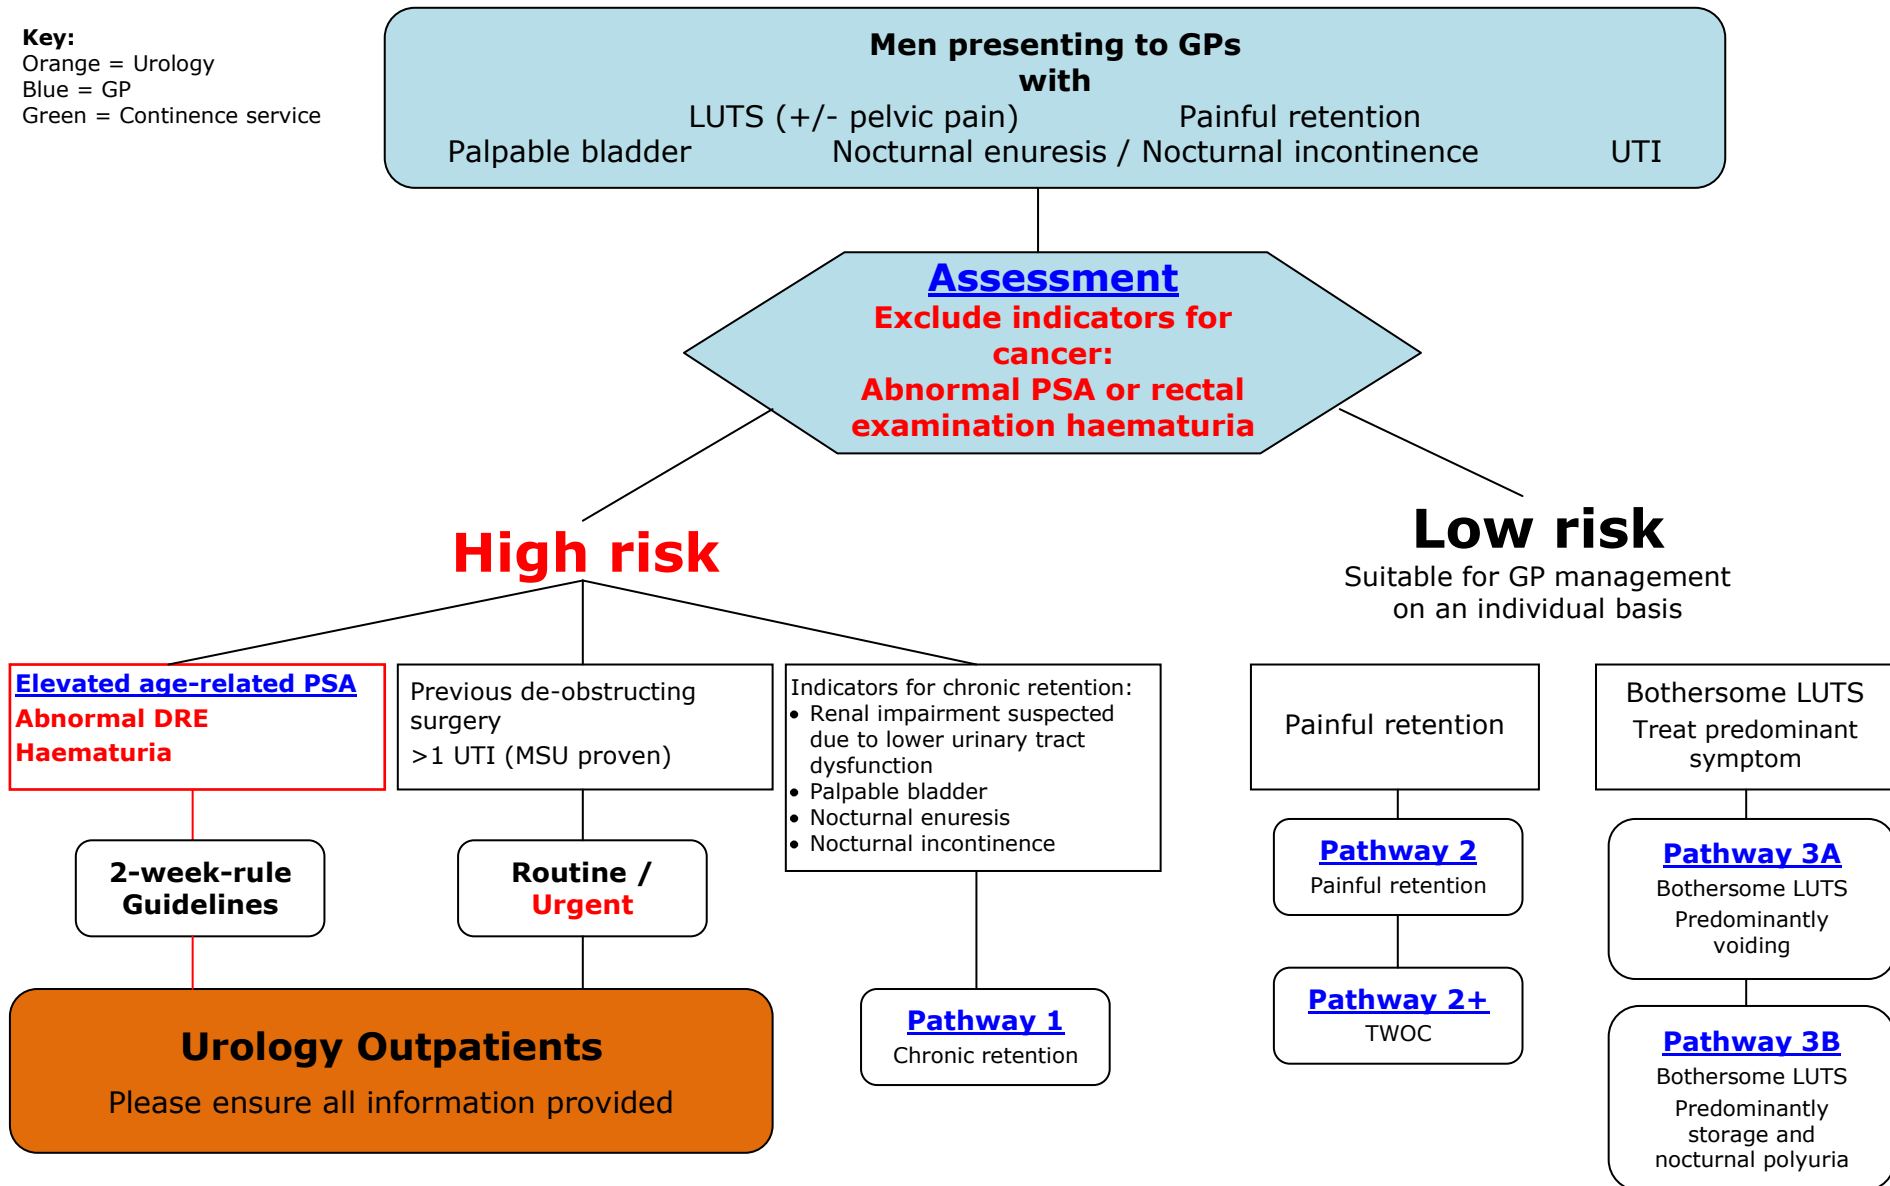 Key:
Orange = Urology
Blue = GP
Green = Continence service
Men presenting to GPs
with
LUTS (+/- pelvic pain) Painful retention
Palpable bladder Nocturnal enuresis / Nocturnal incontinence UTI
Assessment
Exclude indicators for
cancer:
Abnormal PSA or rectal
examination haematuria
High risk
Low risk
Suitable for GP management
on an individual basis
Elevated age-related PSA
Abnormal DRE
Haematuria
Previous de-obstructing
surgery
>1 UTI (MSU proven)
Indicators for chronic retention:
• Renal impairment suspected
due to lower urinary tract
dysfunction
• Palpable bladder
• Nocturnal enuresis
• Nocturnal incontinence
Painful retention
Bothersome LUTS
Treat predominant
symptom
2-week-rule
Guidelines
Routine /
Urgent
Pathway 2
Painful retention
Pathway 3A
Bothersome LUTS
Predominantly
voiding
Urology Outpatients
Please ensure all information provided
Pathway 1
Chronic retention
Pathway 2+
TWOC
Pathway 3B
Bothersome LUTS
Predominantly
storage and
nocturnal polyuria